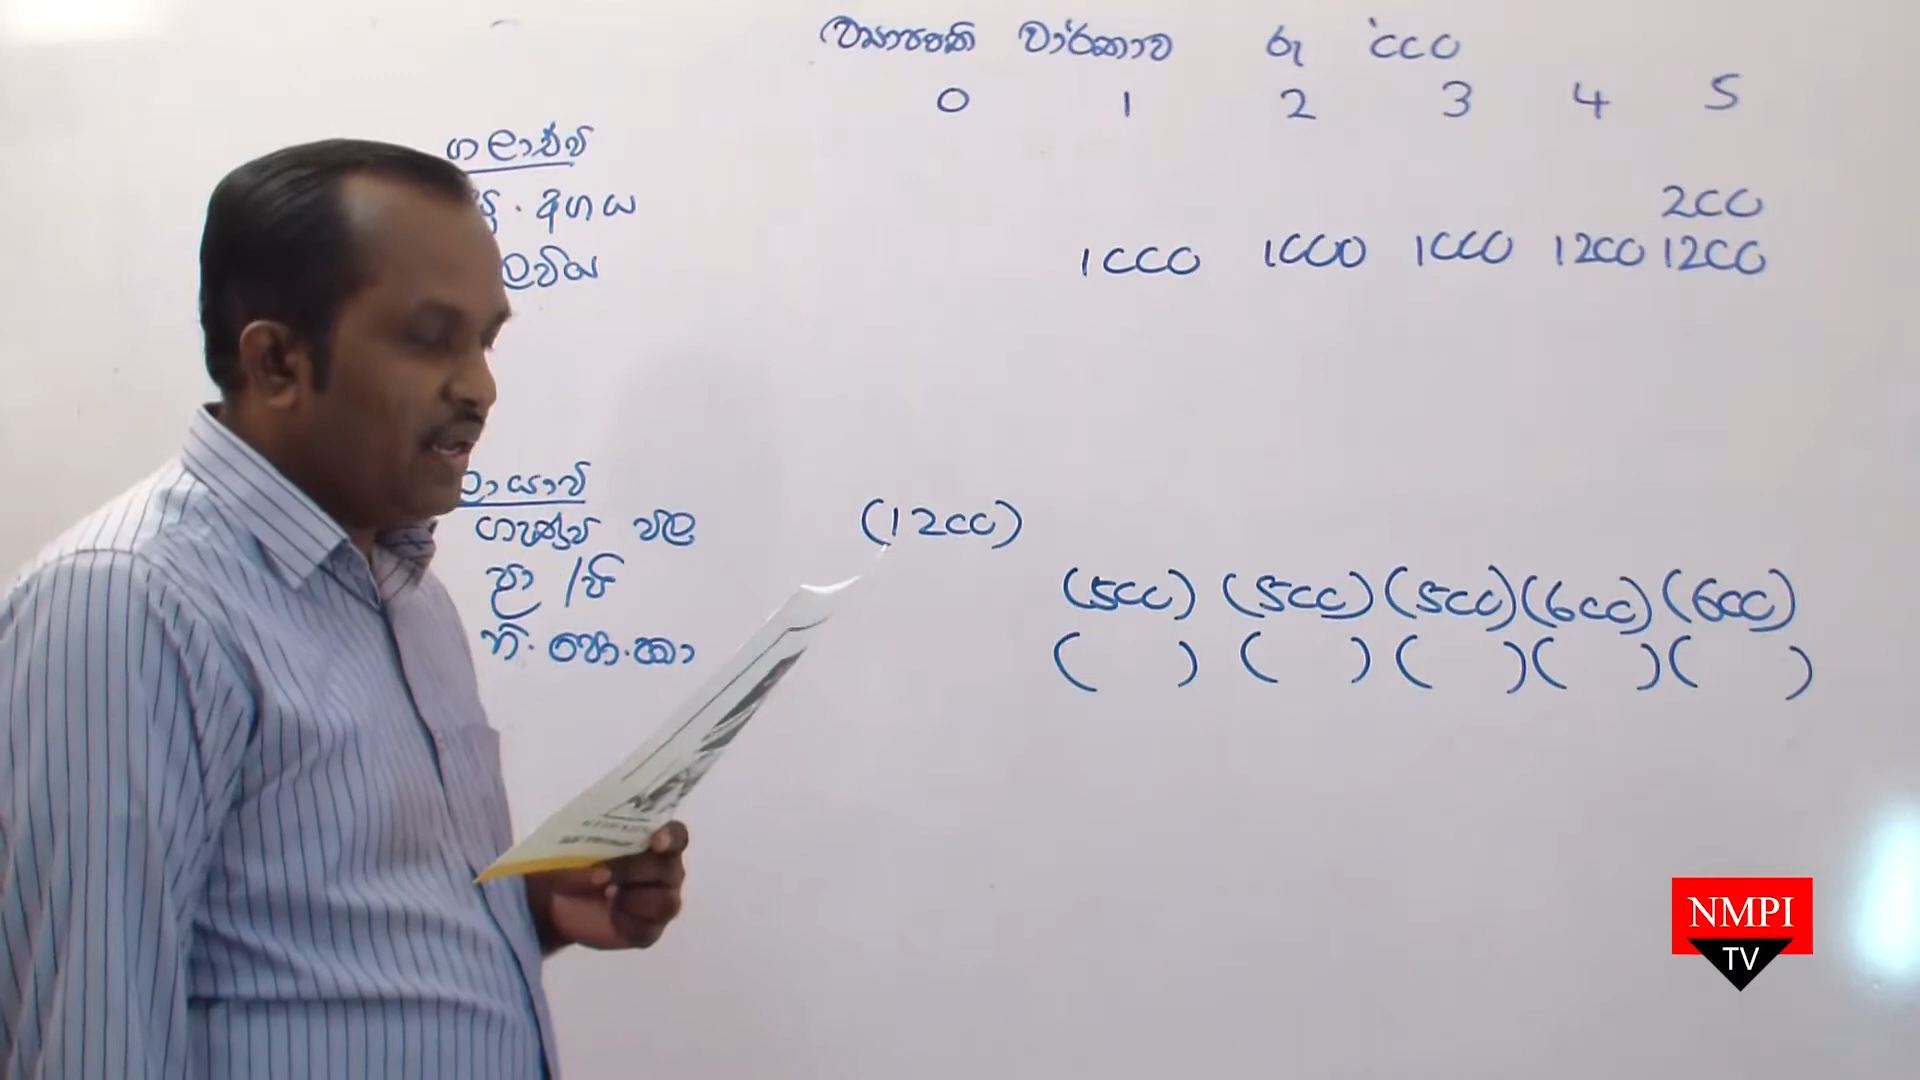 ව්‍යාපෘති වාර්තාව රු '000
0 1 2 3 4 5
ගලාඒම්
අගය
200
1000 1000 1000 1200 1200
ගැණුම් මිල
(1200)
ද්‍රා /පි
(500) (500) (500) (600) (600)
නි. පො.කා
( ) ( ) ( ) ( ) ( )
NMPI
TV